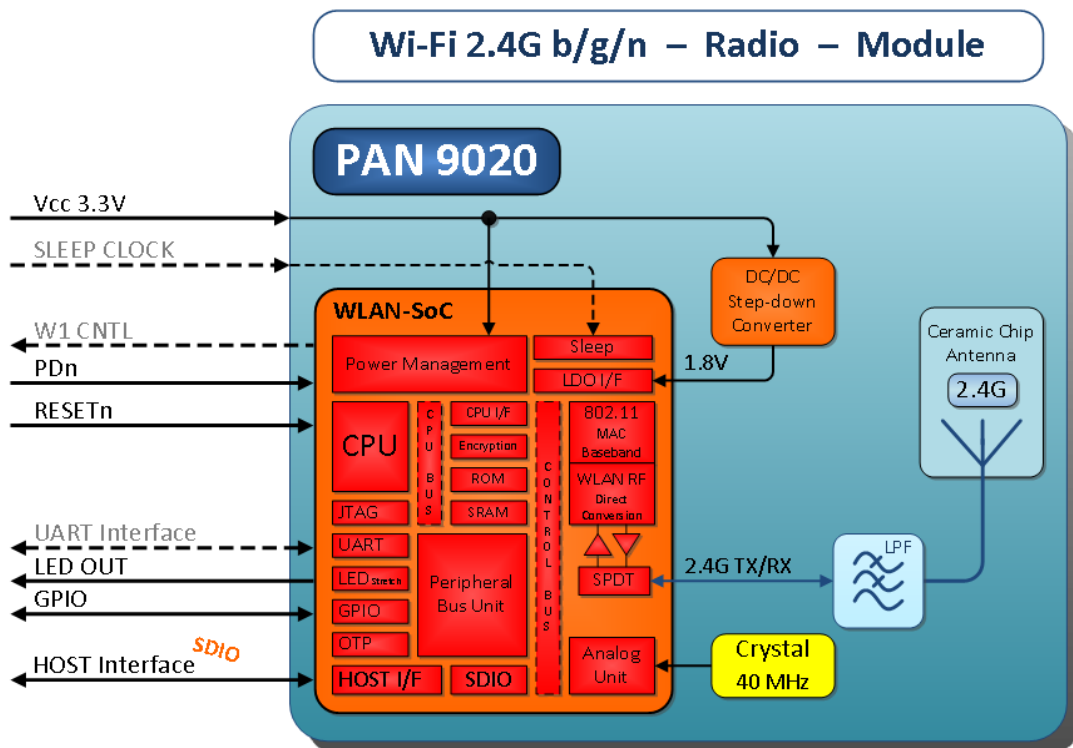 Wi-Fi 2.4G b/g/n – Radio – Module
PAN 9020
Vcc 3.3V
SLEEP CLOCK
W1 CNTL
PDn
RESETn
UART Interface
LED OUT
GPIO
SDIO
HOST Interface
WLAN-SoC
Power Management
Sleep
LDO I/F
CPU
CPU BUS
CPU I/F
Encryption
ROM
SRAM
CONTROL BUS
802.11
MAC
Baseband
WLAN RF
Direct
Conversion
JTAG
UART
LED Stretch
GPIO
OTP
Peripheral
Bus Unit
SPDT
HOST I/F
SDIO
Analog
Unit
DC/DC
Step-down
Converter
1.8V
2.4G TX/RX
LPF
Crystal
40 MHz
Ceramic Chip
Antenna
2.4G